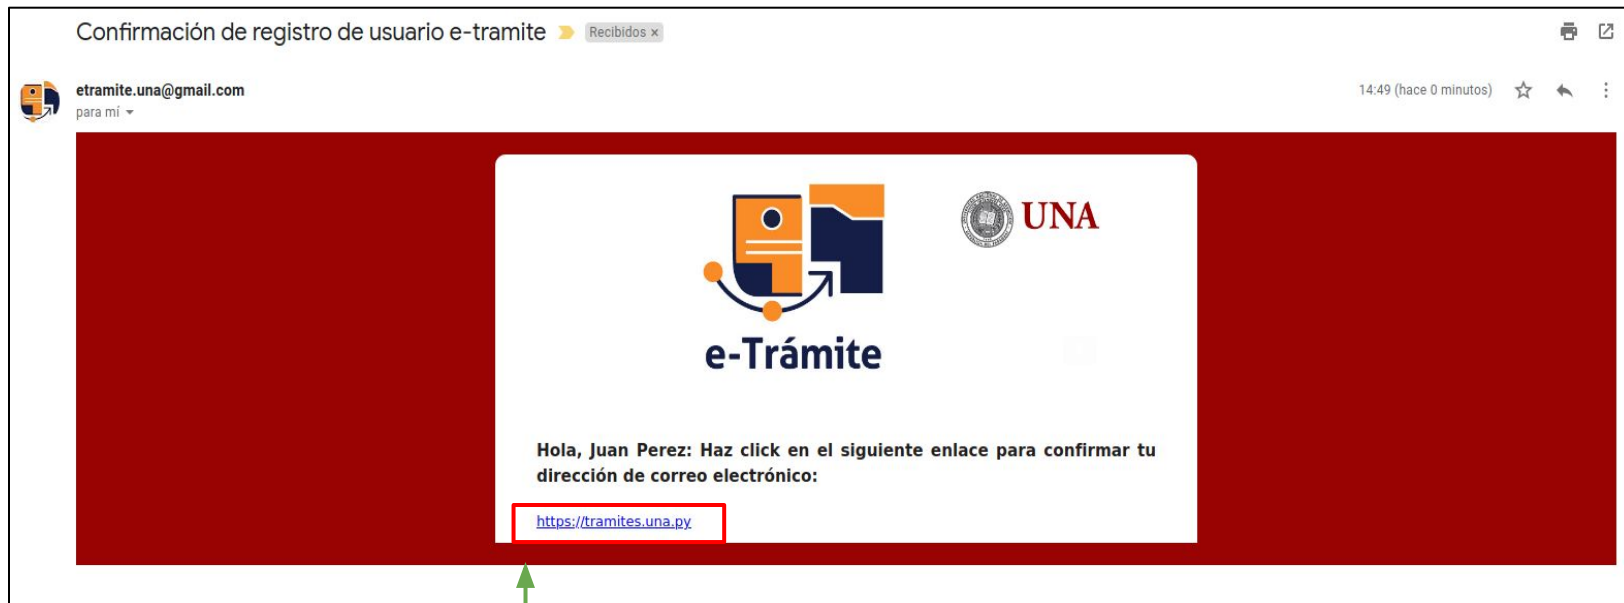 Confirmación de registro de usuario e-tramite
Recibidos x
etramite.una@gmail.com
14:49 (hace 0 minutos)
para mí
UNA
e-Trámite
Hola, Juan Perez: Haz click en el siguiente enlace para confirmar tu
dirección de correo electrónico:
https://tramites.una.py